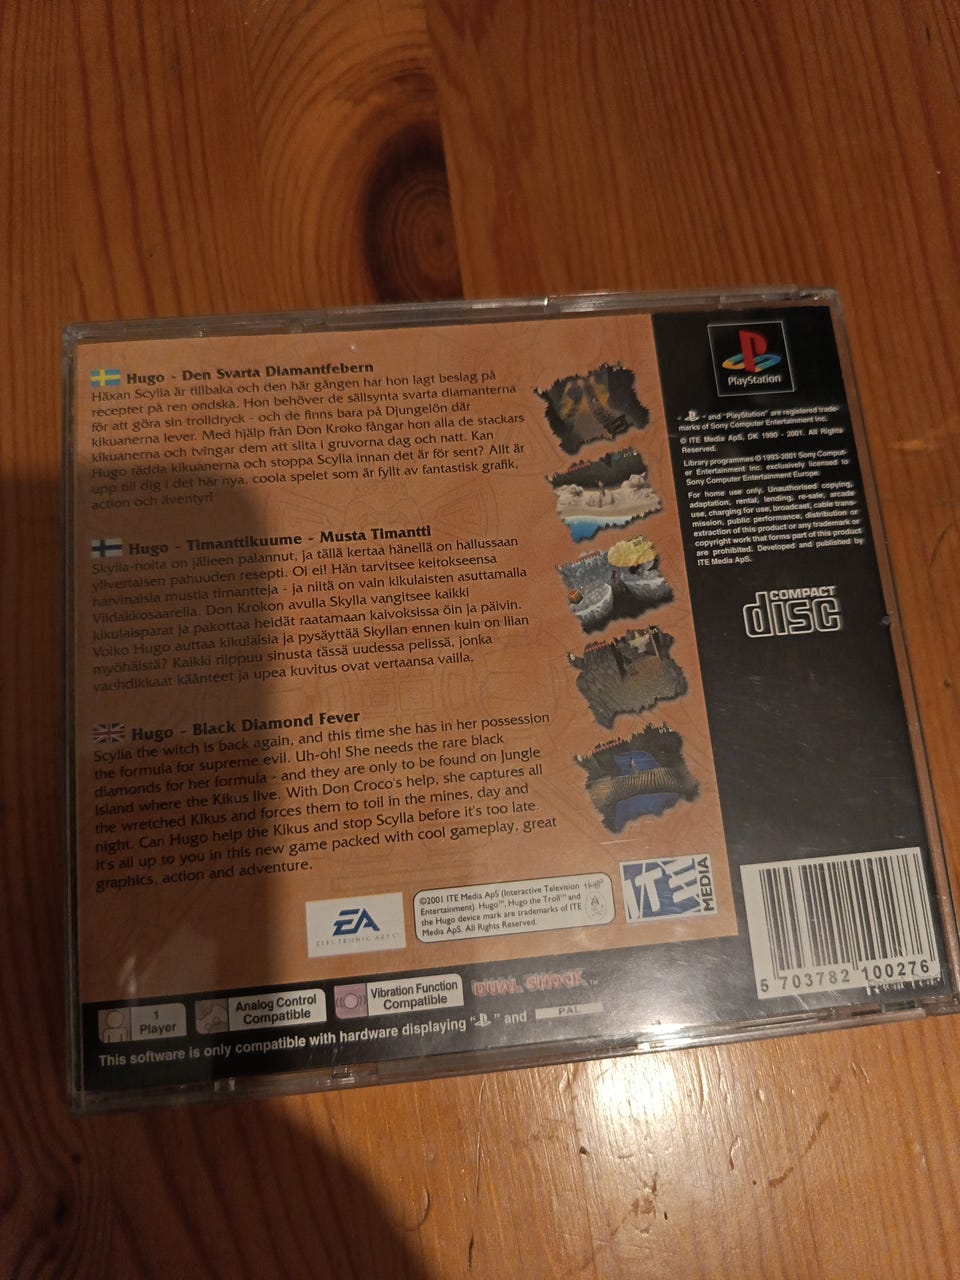 Hugo - Den Svarta Diamantfebern
Häxan Scylla är tillbaka och den här gången har hon lagt beslag på
receptet på ren ondska. Hon behöver de sällsynta svarta diamanterna
för att göra sin trolldryck - och de finns bara på Djungelön där
kikuanerna lever. Med hjälp från Don Kroko fångar hon alla de stackars
kikuanerna och tvingar dem att slita i gruvorna dag och natt. Kan
Hugo rädda kikuanerna och stoppa Scylla innan det är för sent? Allt är
upp till dig i det här nya, coola spelet som är fyllt av fantastisk grafik,
action och äventyr!
Hugo - Timanttikuume - Musta Timantti
Skylla-noita on jälleen palannut, ja tällä kertaa hänellä on hallussaan
ylivertaisen pahuuden resepti. Oi ei! Hän tarvitsee keitokseensa
harvinaisia mustia timantteja - ja niitä on vain kikulaisten asuttamalla
Viidakkosaarella. Don Krokon avulla Skylla vangitsee kaikki
kikulaisparat ja pakottaa heidät raatamaan kaivoksissa öin ja päivin.
Voiko Hugo auttaa kikulaisia ja pysäyttää Skyllan ennen kuin on liian
myöhäistä? Kaikki riippuu sinusta tässä uudessa pelissä, jonka
vauhdikkaat käänteet ja upea kuvitus ovat vertaansa vailla.
Hugo - Black Diamond Fever
Scylla the witch is back again, and this time she has in her possession
the formula for supreme evil. Uh-oh! She needs the rare black
diamonds for her formula - and they are only to be found on Jungle
Island where the Kikus live. With Don Croco's help, she captures all
the wretched Kikus and forces them to toil in the mines, day and
night. Can Hugo help the Kikus and stop Scylla before it's too late.
It's all up to you in this new game packed with cool gameplay, great
graphics, action and adventure.
EA
ELECTRONIC ARTS
©2001 ITE Media ApS (Interactive Television
Entertainment). Hugo™, Hugo the Troll™ and
the Hugo device mark are trademarks of ITE
Media ApS. All Rights Reserved.
Hugo
ITE MEDIA
1
Player
Analog Control
Compatible
Vibration Function
Compatible
DUAL SHOCK™
This software is only compatible with hardware displaying " " and
PAL
PlayStation
" " and "PlayStation" are registered trade-
marks of Sony Computer Entertainment Inc.
© ITE Media ApS, DK 1990 - 2001. All Rights
Reserved.
Library programmes © 1993-2001 Sony Comput-
er Entertainment Inc. exclusively licensed to
Sony Computer Entertainment Europe.
For home use only. Unauthorised copying,
adaptation, rental, lending, re-sale, arcade
use, charging for use, broadcast, cable trans-
mission, public performance, distribution or
extraction of this product or any trademark or
copyright work that forms part of this product
are prohibited. Developed and published by
ITE Media ApS.
COMPACT
disc
5 703782 100276